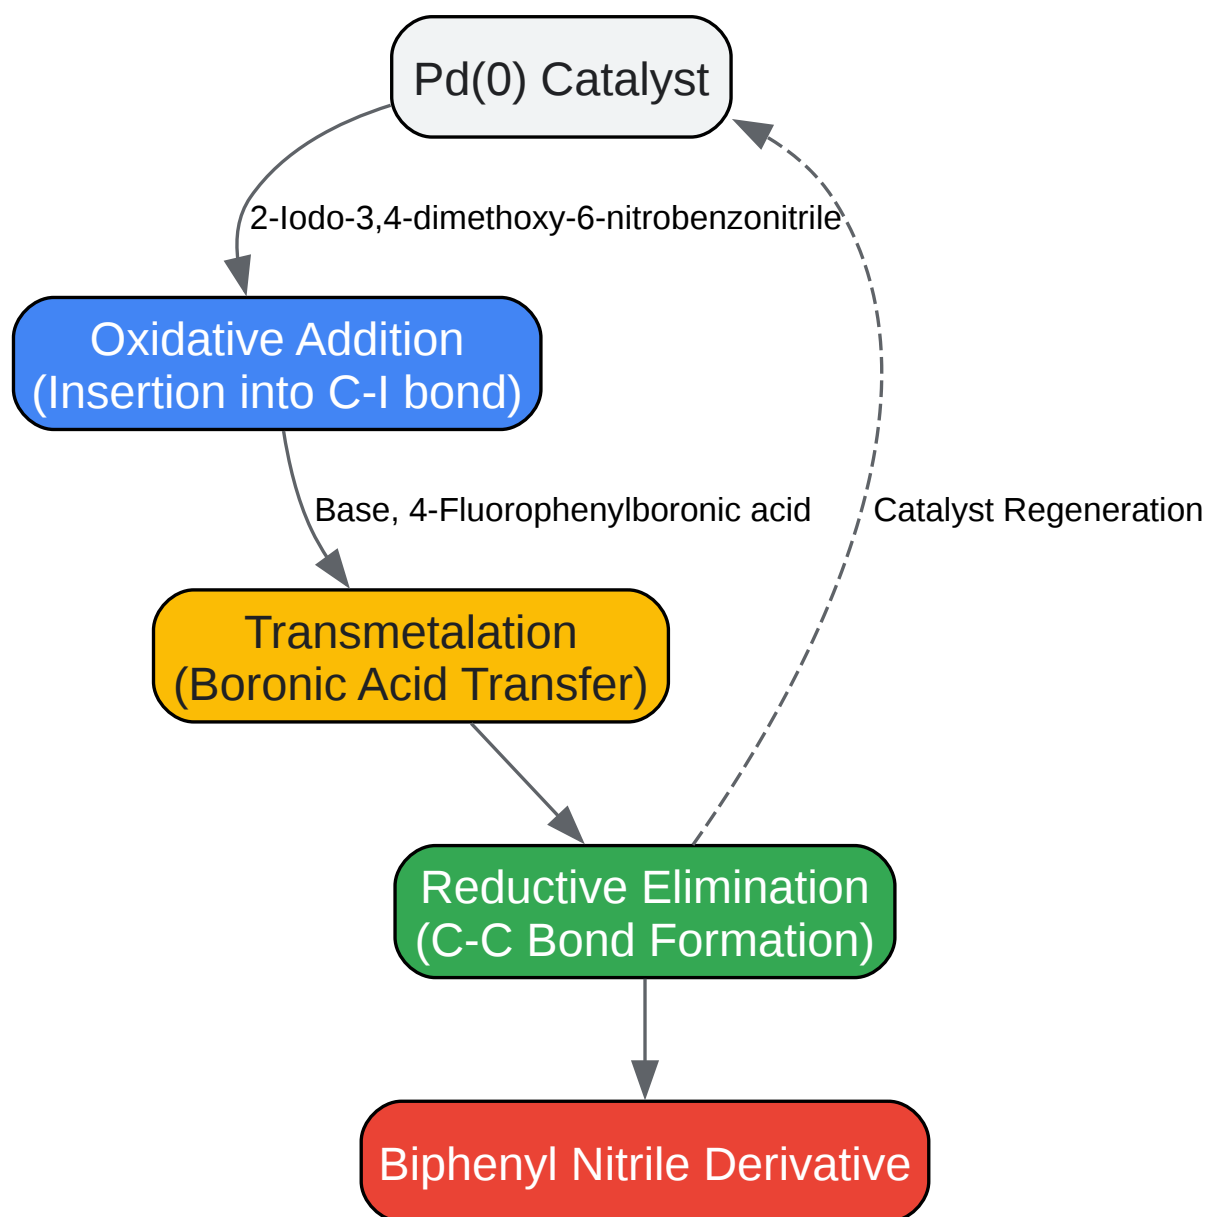 Pd(0) Catalyst
2-Iodo-3,4-dimethoxy-6-nitrobenzonitrile
Oxidative Addition
(Insertion into C-I bond)
Base, 4-Fluorophenylboronic acid
Catalyst Regeneration
Transmetalation
(Boronic Acid Transfer)
Reductive Elimination
(C-C Bond Formation)
Biphenyl Nitrile Derivative